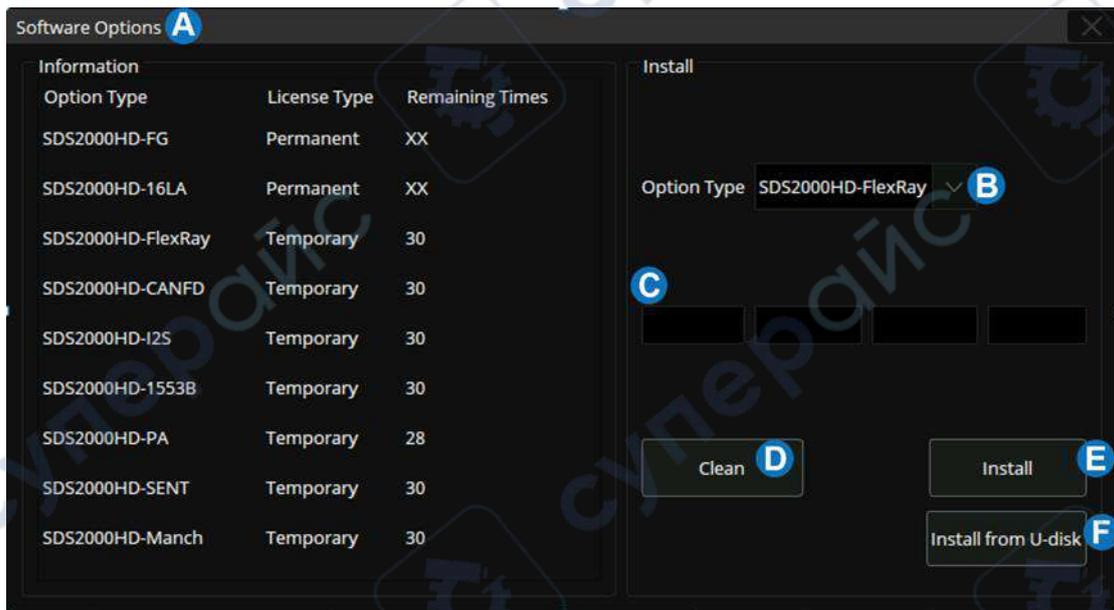 Software Options A
Information
Option Type License Type Remaining Times
SDS2000HD-FG Permanent XX
SDS2000HD-16LA Permanent XX
SDS2000HD-FlexRay Temporary 30
SDS2000HD-CANFD Temporary 30
SDS2000HD-I2S Temporary 30
SDS2000HD-1553B Temporary 30
SDS2000HD-PA Temporary 28
SDS2000HD-SENT Temporary 30
SDS2000HD-Manch Temporary 30
Install
Option Type SDS2000HD-FlexRay B
C
Clean D
Install E
Install from U-disk F
суперайс
суперайс